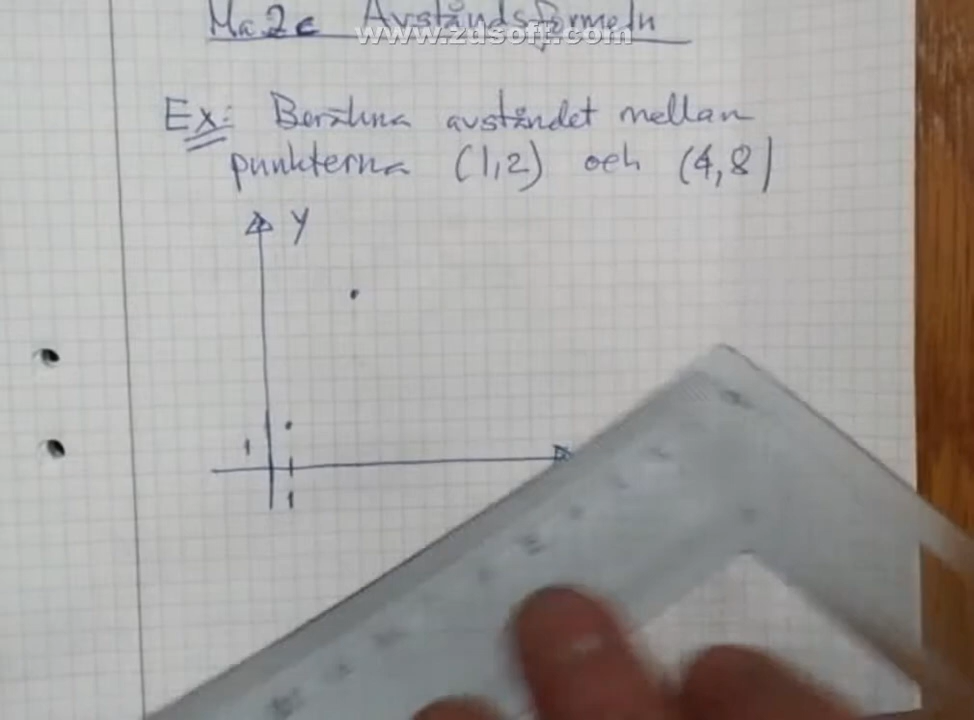 Ma2c Avståndsformeln
www.zdsoft.com
Ex: Beräkna avståndet mellan
punkterna (1,2) och (4,8)
y
1
1